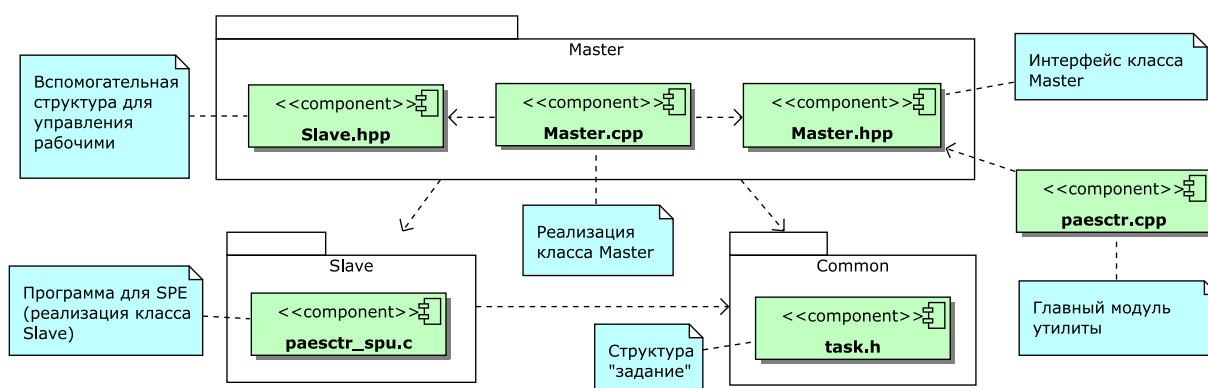 Master
Вспомогательная
структура для
управления
рабочими
<<component>>
Slave.hpp
<<component>>
Master.cpp
<<component>>
Master.hpp
Интерфейс класса
Master
<<component>>
paesctr.cpp
Реализация
класса Master
Slave
Common
Программа для SPE
(реализация класса
Slave)
<<component>>
paesctr_spu.c
Структура
"задание"
<<component>>
task.h
Главный модуль
утилиты